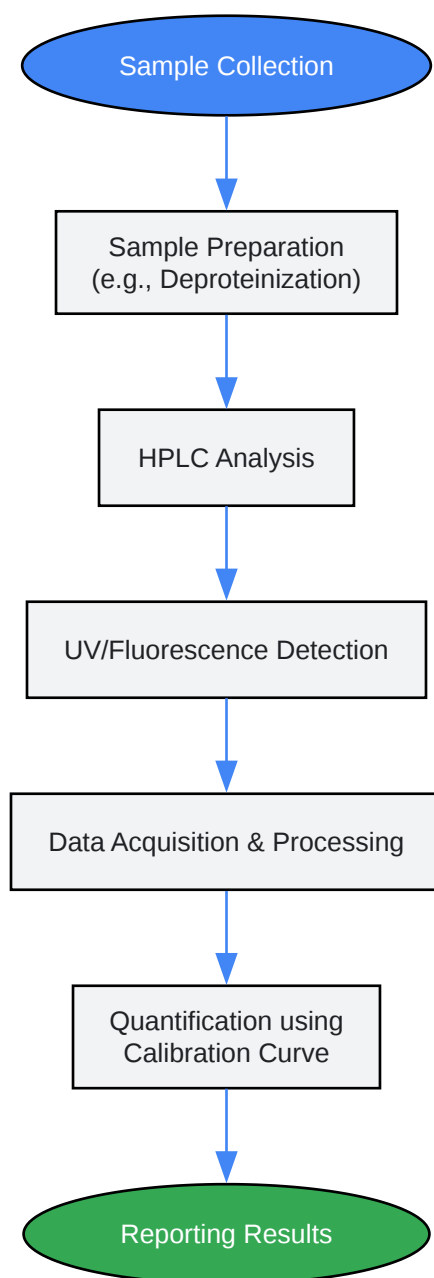 Sample Collection
Sample Preparation
(e.g., Deproteinization)
HPLC Analysis
UV/Fluorescence Detection
Data Acquisition & Processing
Quantification using
Calibration Curve
Reporting Results